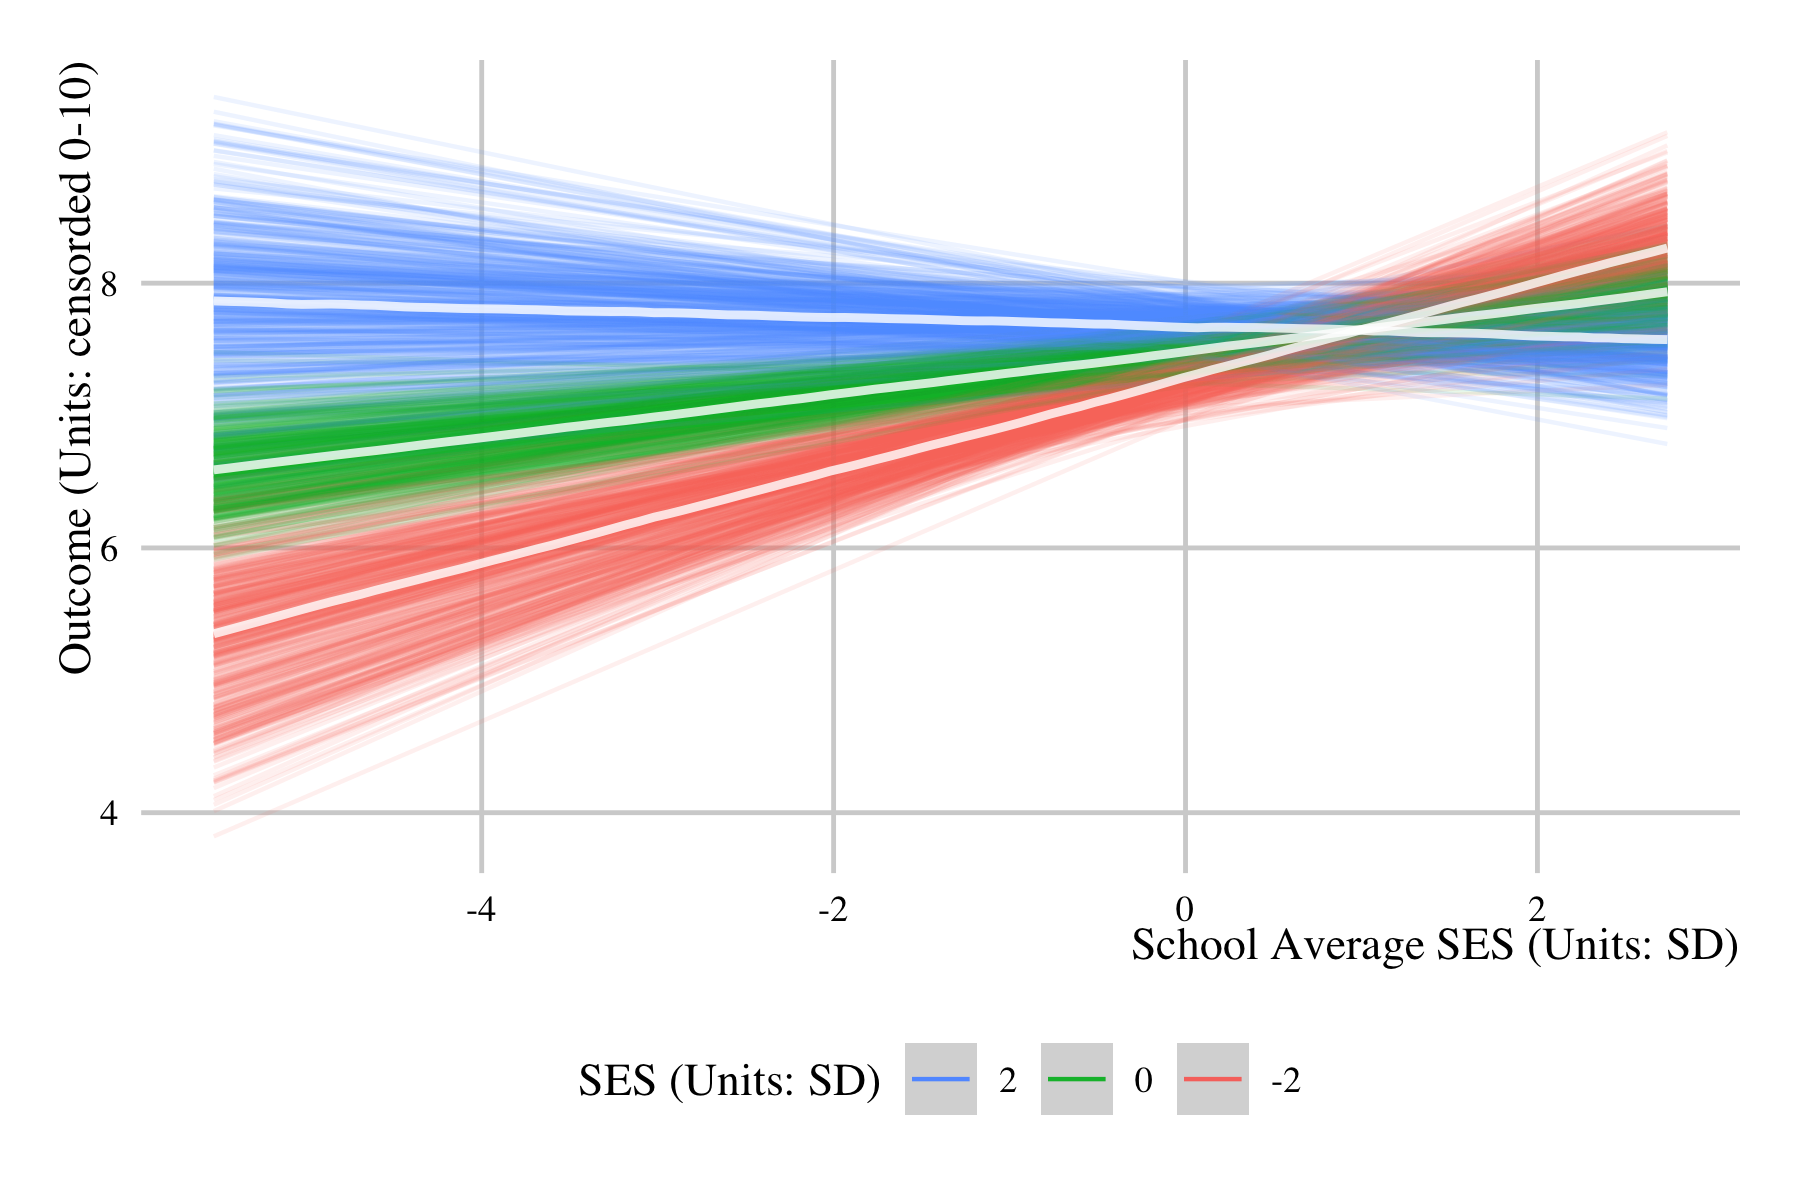 Outcome (Units: censorded 0-10)
8
6
4
-4
-2
0
2
School Average SES (Units: SD)
SES (Units: SD) 2 0 -2